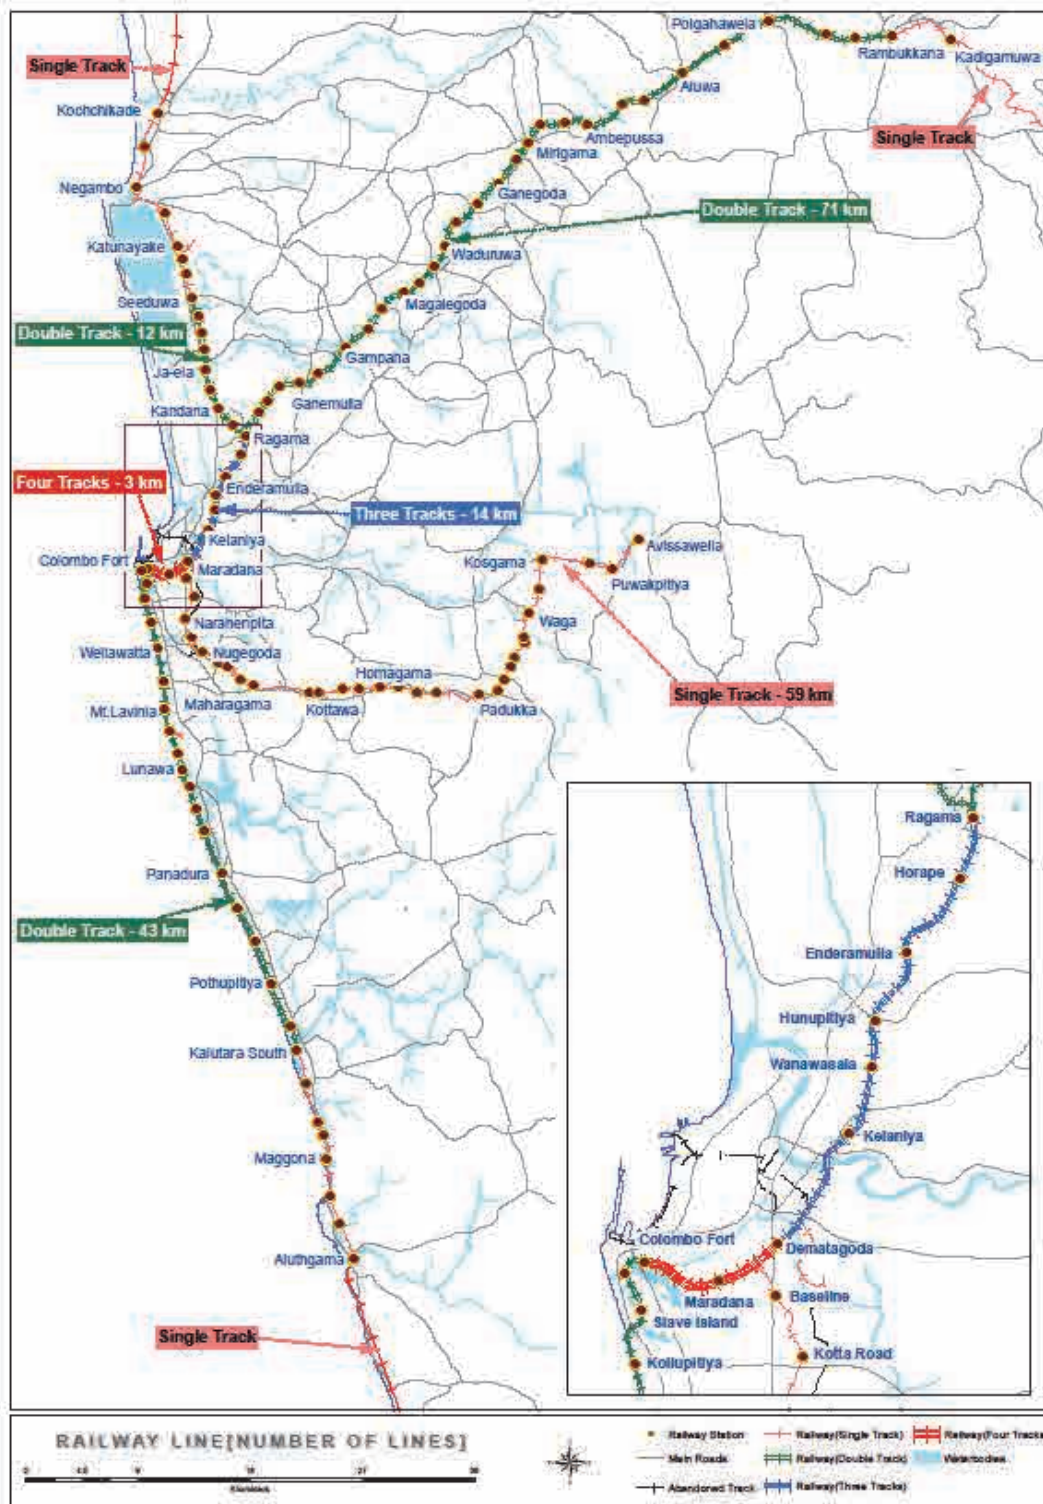 Polgahawela
Rambukkana
Kadigamuwa
Single Track
Kochchikade
Aluwa
Single Track
Ambepussa
Mirigama
Negambo
Ganegoda
Double Track - 71 km
Katunayake
Waduruwa
Seeduwa
Magalegoda
Double Track - 12 km
Gampaha
Ja-ela
Kandana
Ganemulla
Ragama
Four Tracks - 3 km
Enderamulla
Three Tracks - 14 km
Kelaniya
Avissawella
Colombo Fort
Maradana
Kosgama
Puwakpitiya
Narahenpita
Waga
Wellawatta
Nugegoda
Homagama
Single Track - 59 km
Maharagama
Kottawa
Padukka
Mt.Lavinia
Lunawa
Panadura
Double Track - 43 km
Pothupitiya
Kalutara South
Maggona
Aluthgama
Single Track
Ragama
Horape
Enderamulla
Hunupitiya
Wanawasala
Kelaniya
Colombo Fort
Dematagoda
Maradana
Baseline
Slave Island
Kotta Road
Kollupitiya
RAILWAY LINE[NUMBER OF LINES]
Kilometers
Railway Station
Main Roads
Abandoned Track
Railway(Single Track)
Railway(Double Track)
Railway(Three Tracks)
Railway(Four Tracks
Waterbodies